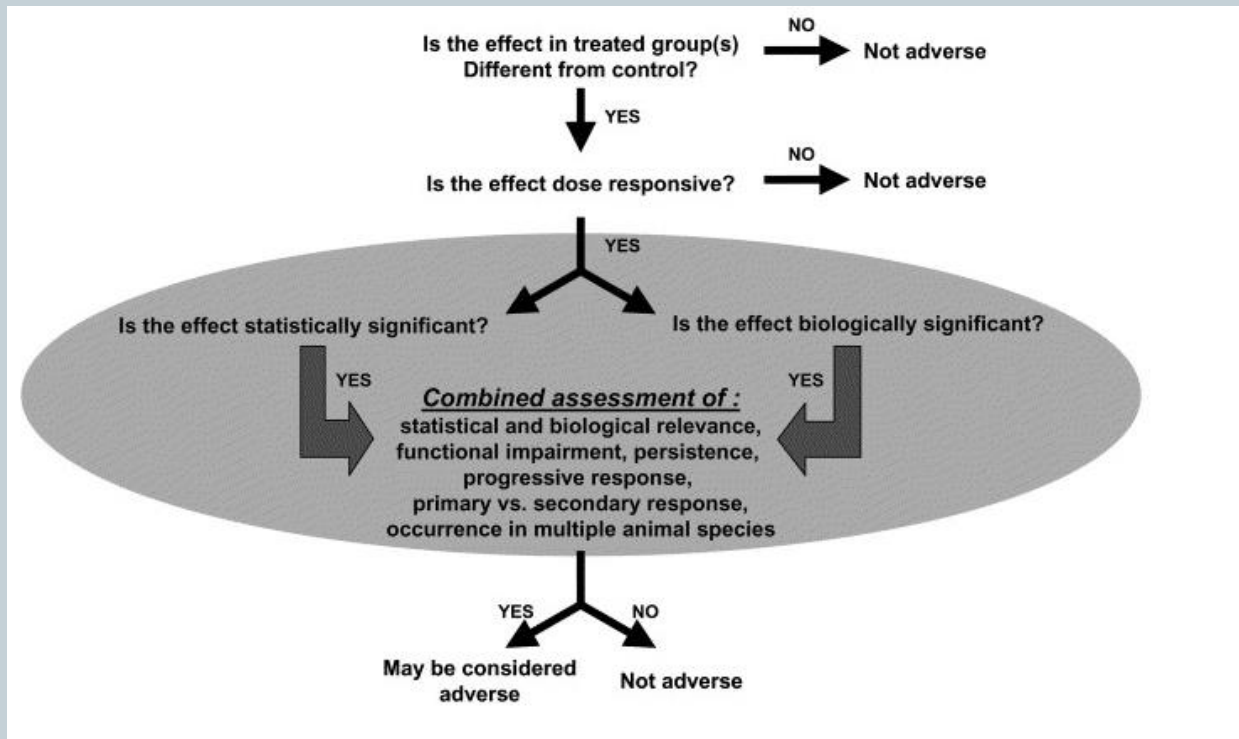 Is the effect in treated group(s)
Different from control?
NO
Not adverse
YES
Is the effect dose responsive?
NO
Not adverse
YES
Is the effect statistically significant?
Is the effect biologically significant?
YES
YES
Combined assessment of :
statistical and biological relevance,
functional impairment, persistence,
progressive response,
primary vs. secondary response,
occurrence in multiple animal species
YES
NO
May be considered
adverse
Not adverse